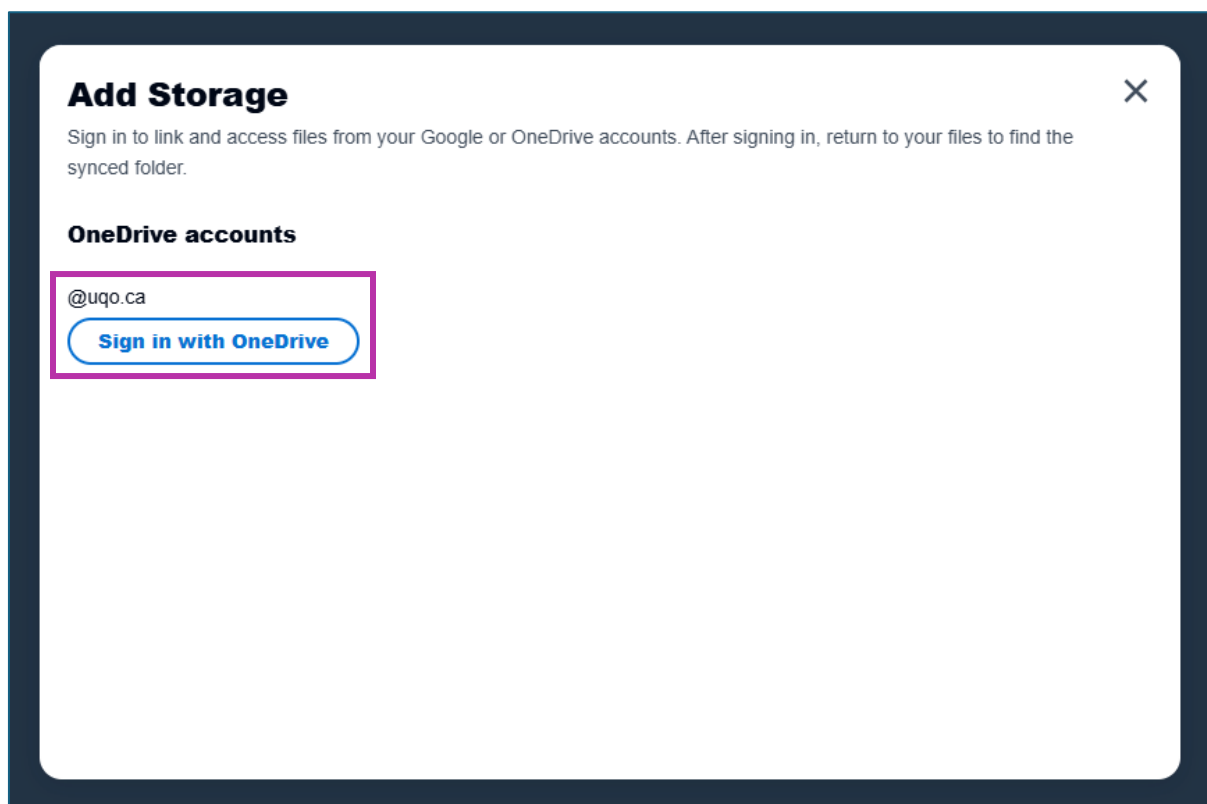 Add Storage
Sign in to link and access files from your Google or OneDrive accounts. After signing in, return to your files to find the
synced folder.
OneDrive accounts
@uqo.ca
Sign in with OneDrive